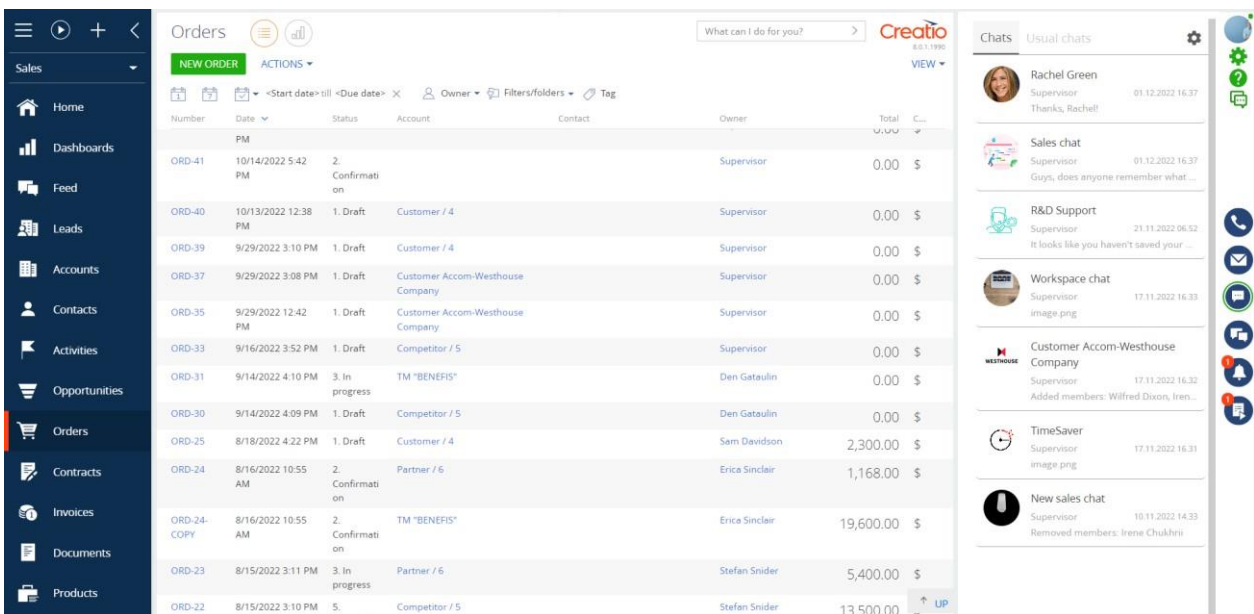 Sales
Home
Dashboards
Feed
Leads
Accounts
Contacts
Activities
Opportunities
Orders
Contracts
Invoices
Documents
Products
Orders
What can I do for you?
Creatio
8.0.1.1990
NEW ORDER
ACTIONS
VIEW
<Start date> till <Due date>
Owner
Filters/folders
Tag
Number Date Status Account Contact Owner Total C...
PM 0.00 $
ORD-41 10/14/2022 5:42 2. Supervisor 0.00 $
PM Confirmati
on
ORD-40 10/13/2022 12:38 1. Draft Customer / 4 Supervisor 0.00 $
PM
ORD-39 9/29/2022 3:10 PM 1. Draft Customer / 4 Supervisor 0.00 $
ORD-37 9/29/2022 3:08 PM 1. Draft Customer Accom-Westhouse Supervisor 0.00 $
Company
ORD-35 9/29/2022 12:42 1. Draft Customer Accom-Westhouse Supervisor 0.00 $
PM Company
ORD-33 9/16/2022 3:52 PM 1. Draft Competitor / 5 Supervisor 0.00 $
ORD-31 9/14/2022 4:10 PM 3. In TM "BENEFIS" Den Gataulin 0.00 $
progress
ORD-30 9/14/2022 4:09 PM 1. Draft Competitor / 5 Den Gataulin 0.00 $
ORD-25 8/18/2022 4:22 PM 1. Draft Customer / 4 Sam Davidson 2,300.00 $
ORD-24 8/16/2022 10:55 2. Partner / 6 Erica Sinclair 1,168.00 $
AM Confirmati
on
ORD-24- 8/16/2022 10:55 2. TM "BENEFIS" Erica Sinclair 19,600.00 $
COPY AM Confirmati
on
ORD-23 8/15/2022 3:11 PM 3. In Partner / 6 Stefan Snider 5,400.00 $
progress
ORD-22 8/15/2022 3:10 PM 5. Competitor / 5 Stefan Snider 13,500.00
UP
Chats Usual chats
Rachel Green
Supervisor 01.12.2022 16.37
Thanks, Rachel!
Sales chat
Supervisor 01.12.2022 16.37
Guys, does anyone remember what ...
R&D Support
Supervisor 21.11.2022 06.52
It looks like you haven't saved your ...
Workspace chat
Supervisor 17.11.2022 16.33
image.png
WESTHOUSE
Customer Accom-Westhouse
Company
Supervisor 17.11.2022 16.32
Added members: Wilfred Dixon, Iren...
TimeSaver
Supervisor 17.11.2022 16.31
image.png
New sales chat
Supervisor 10.11.2022 14.33
Removed members: Irene Chukhrii
1
1